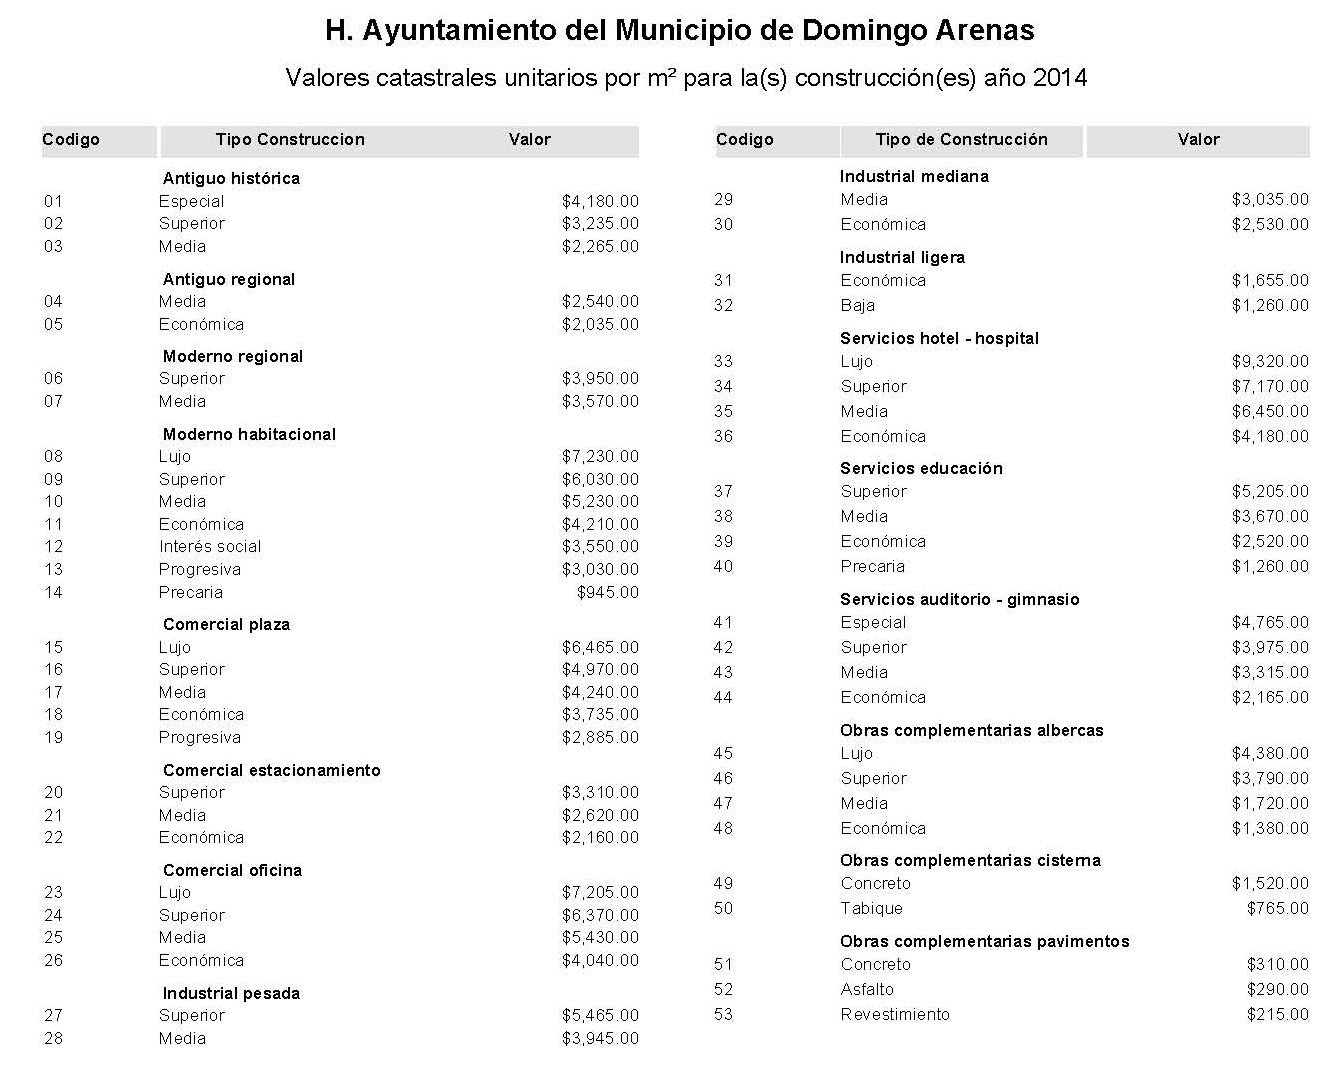 H. Ayuntamiento del Municipio de Domingo Arenas
Valores catastrales unitarios por m² para la(s) construcción(es) año 2014
Codigo Tipo Construccion Valor
Antiguo histórica
01 Especial $4,180.00
02 Superior $3,235.00
03 Media $2,265.00
Antiguo regional
04 Media $2,540.00
05 Económica $2,035.00
Moderno regional
06 Superior $3,950.00
07 Media $3,570.00
Moderno habitacional
08 Lujo $7,230.00
09 Superior $6,030.00
10 Media $5,230.00
11 Económica $4,210.00
12 Interés social $3,550.00
13 Progresiva $3,030.00
14 Precaria $945.00
Comercial plaza
15 Lujo $6,465.00
16 Superior $4,970.00
17 Media $4,240.00
18 Económica $3,735.00
19 Progresiva $2,885.00
Comercial estacionamiento
20 Superior $3,310.00
21 Media $2,620.00
22 Económica $2,160.00
Comercial oficina
23 Lujo $7,205.00
24 Superior $6,370.00
25 Media $5,430.00
26 Económica $4,040.00
Industrial pesada
27 Superior $5,465.00
28 Media $3,945.00
Codigo Tipo de Construcción Valor
Industrial mediana
29 Media $3,035.00
30 Económica $2,530.00
Industrial ligera
31 Económica $1,655.00
32 Baja $1,260.00
Servicios hotel - hospital
33 Lujo $9,320.00
34 Superior $7,170.00
35 Media $6,450.00
36 Económica $4,180.00
Servicios educación
37 Superior $5,205.00
38 Media $3,670.00
39 Económica $2,520.00
40 Precaria $1,260.00
Servicios auditorio - gimnasio
41 Especial $4,765.00
42 Superior $3,975.00
43 Media $3,315.00
44 Económica $2,165.00
Obras complementarias albercas
45 Lujo $4,380.00
46 Superior $3,790.00
47 Media $1,720.00
48 Económica $1,380.00
Obras complementarias cisterna
49 Concreto $1,520.00
50 Tabique $765.00
Obras complementarias pavimentos
51 Concreto $310.00
52 Asfalto $290.00
53 Revestimiento $215.00